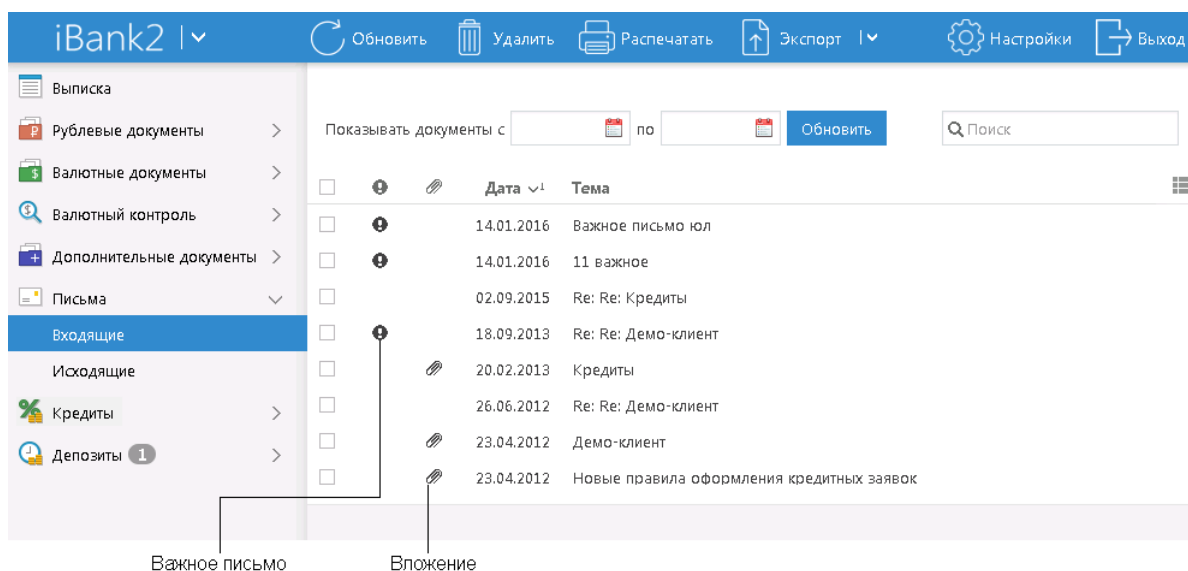 iBank2 Обновить Удалить Распечатать Экспорт Настройки Выход
Выписка
Рублевые документы
Валютные документы
Валютный контроль
Дополнительные документы
Письма
Входящие
Исходящие
Кредиты
Депозиты 1
Показывать документы с по Обновить Поиск
Дата 1 Тема
14.01.2016 Важное письмо юл
14.01.2016 11 важное
02.09.2015 Re: Re: Кредиты
18.09.2013 Re: Re: Демо-клиент
20.02.2013 Кредиты
26.06.2012 Re: Re: Демо-клиент
23.04.2012 Демо-клиент
23.04.2012 Новые правила оформления кредитных заявок
Важное письмо Вложение